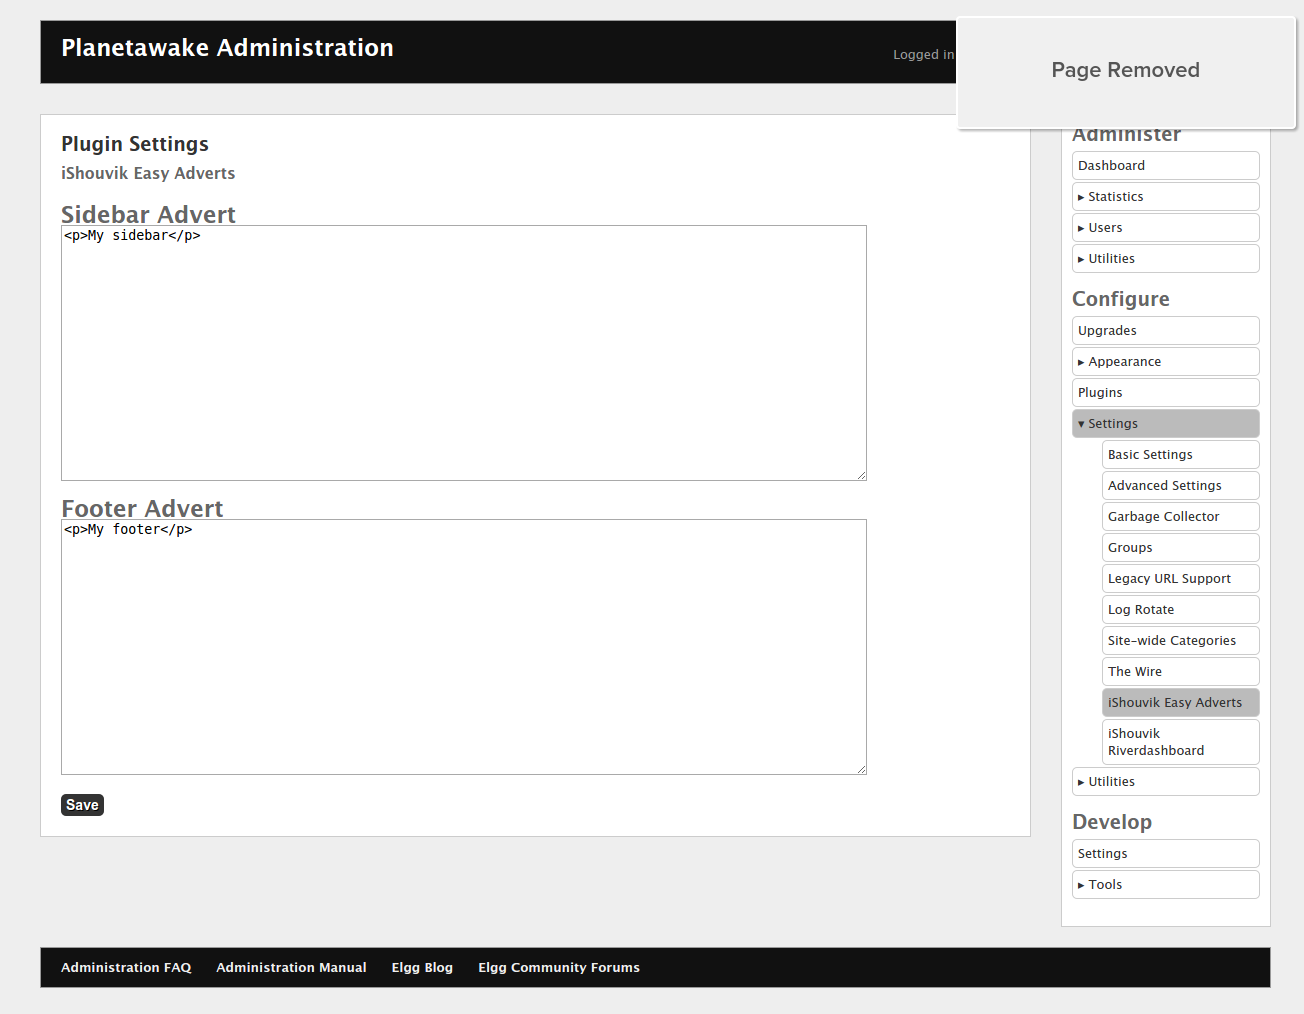 Planetawake Administration
Logged in
Page Removed
Plugin Settings
iShouvik Easy Adverts
Sidebar Advert
<p>My sidebar</p>
Footer Advert
<p>My footer</p>
Save
Administer
Dashboard
▸ Statistics
▸ Users
▸ Utilities
Configure
Upgrades
▸ Appearance
Plugins
▾ Settings
Basic Settings
Advanced Settings
Garbage Collector
Groups
Legacy URL Support
Log Rotate
Site-wide Categories
The Wire
iShouvik Easy Adverts
iShouvik
Riverdashboard
▸ Utilities
Develop
Settings
▸ Tools
Administration FAQ Administration Manual Elgg Blog Elgg Community Forums